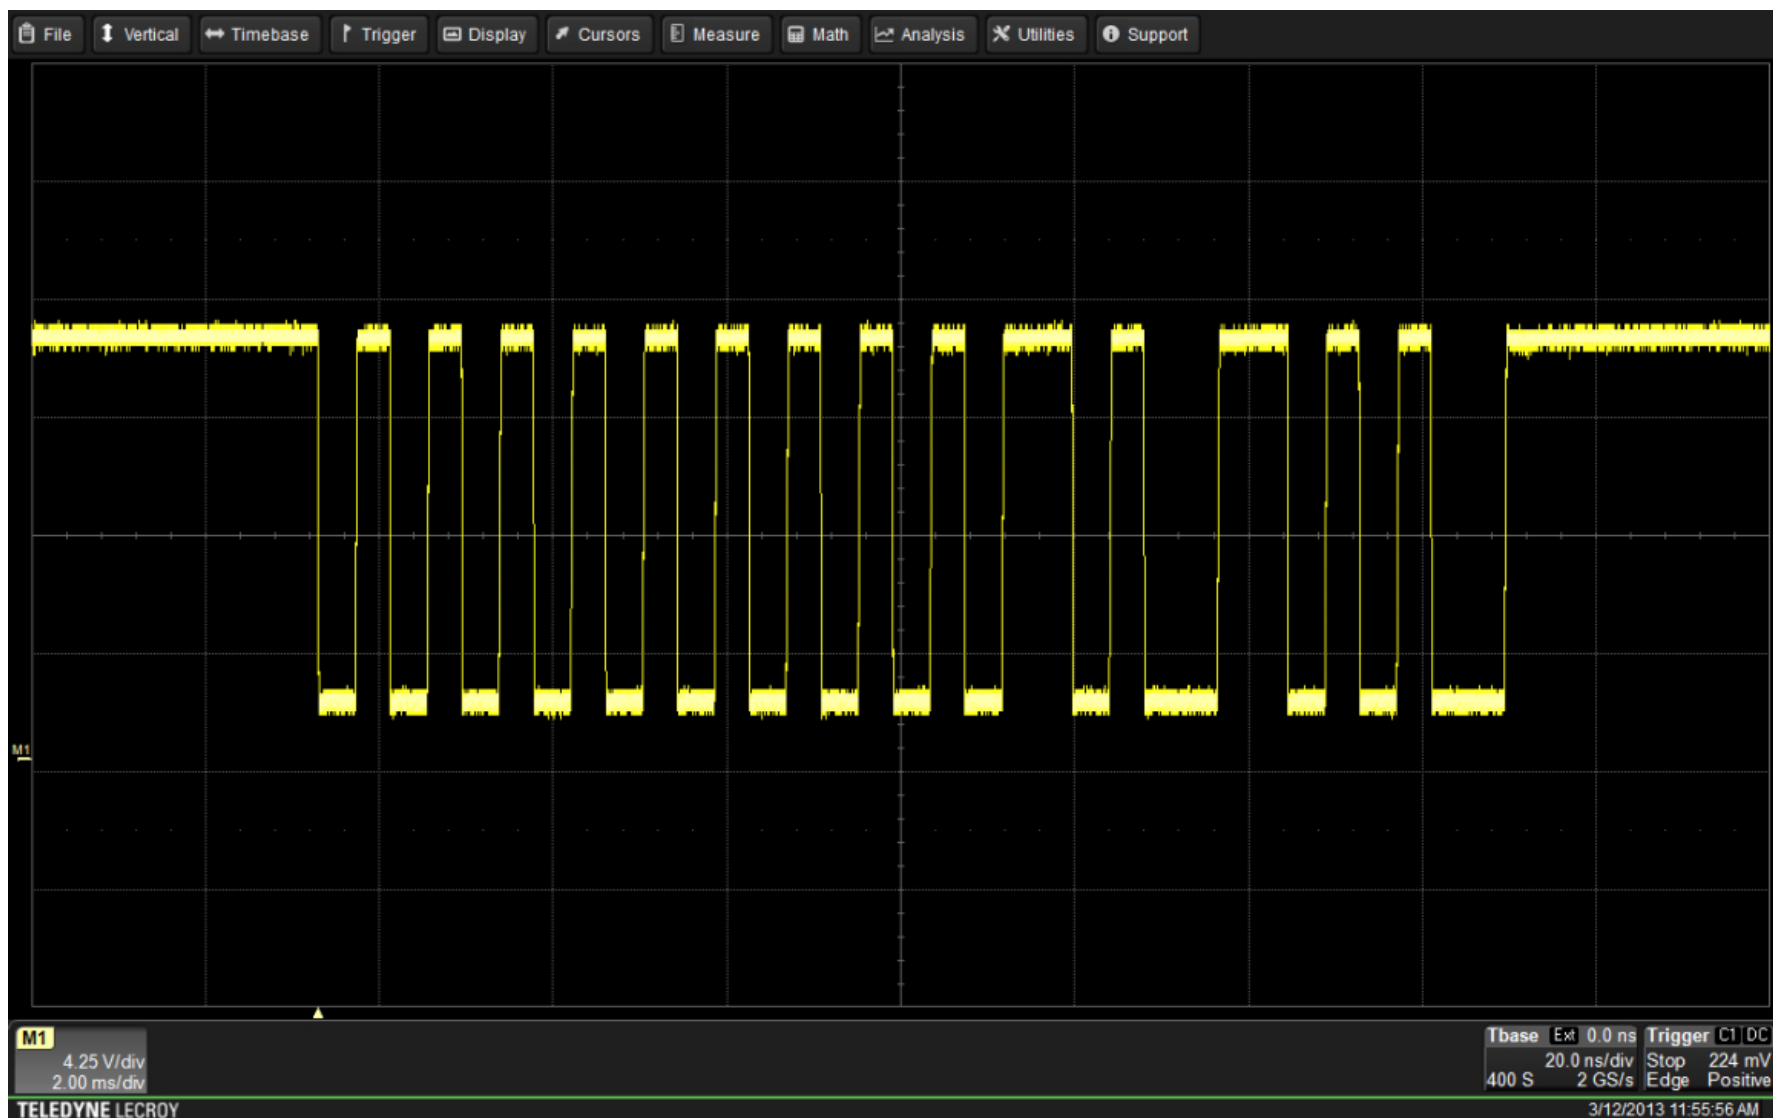 File Vertical Timebase Trigger Display Cursors Measure Math Analysis Utilities Support
M1
M1
4.25 V/div
2.00 ms/div
Tbase Ext 0.0 ns
20.0 ns/div
400 S 2 GS/s
Trigger C1 DC
Stop 224 mV
Edge Positive
TELEDYNE LECROY
3/12/2013 11:55:56 AM